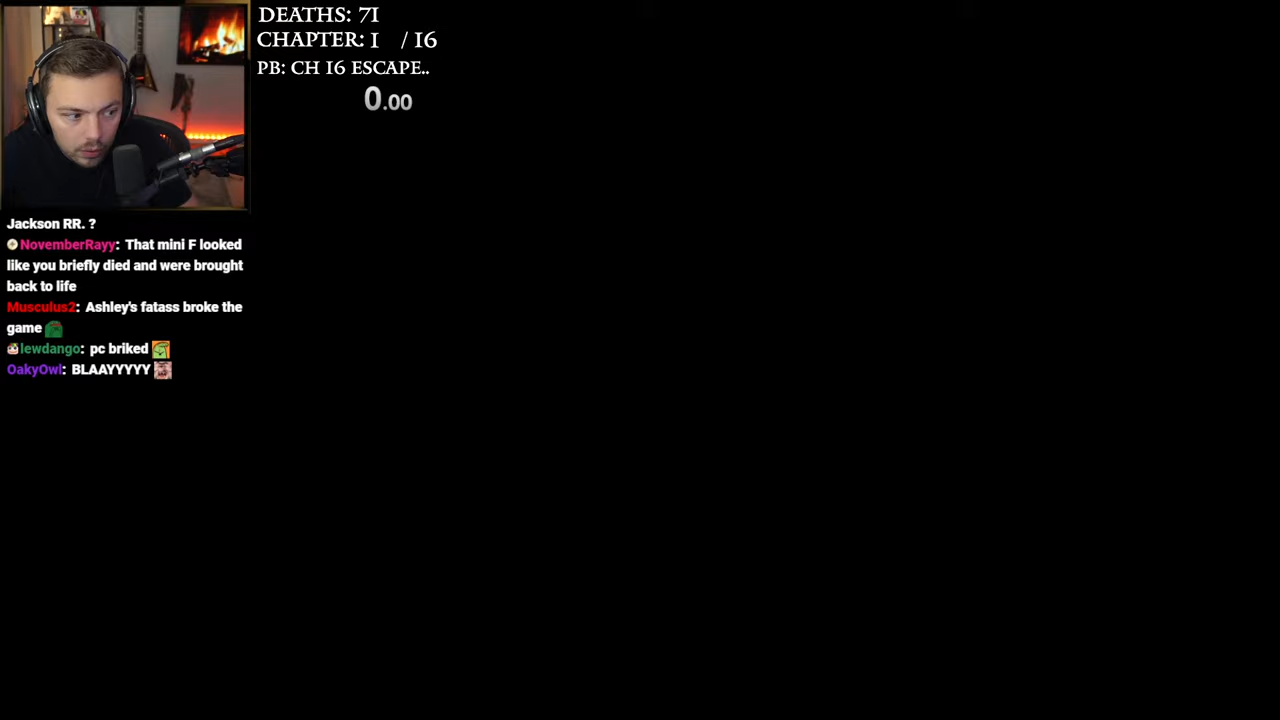 DEATHS: 71
CHAPTER: 1 / 16
PB: CH 16 ESCAPE..
0.00
Jackson RR. ?
NovemberRayy: That mini F looked
like you briefly died and were brought
back to life
Musculus2: Ashley's fatass broke the
game
lewdango: pc briked
OakyOwl: BLAAYYYYY